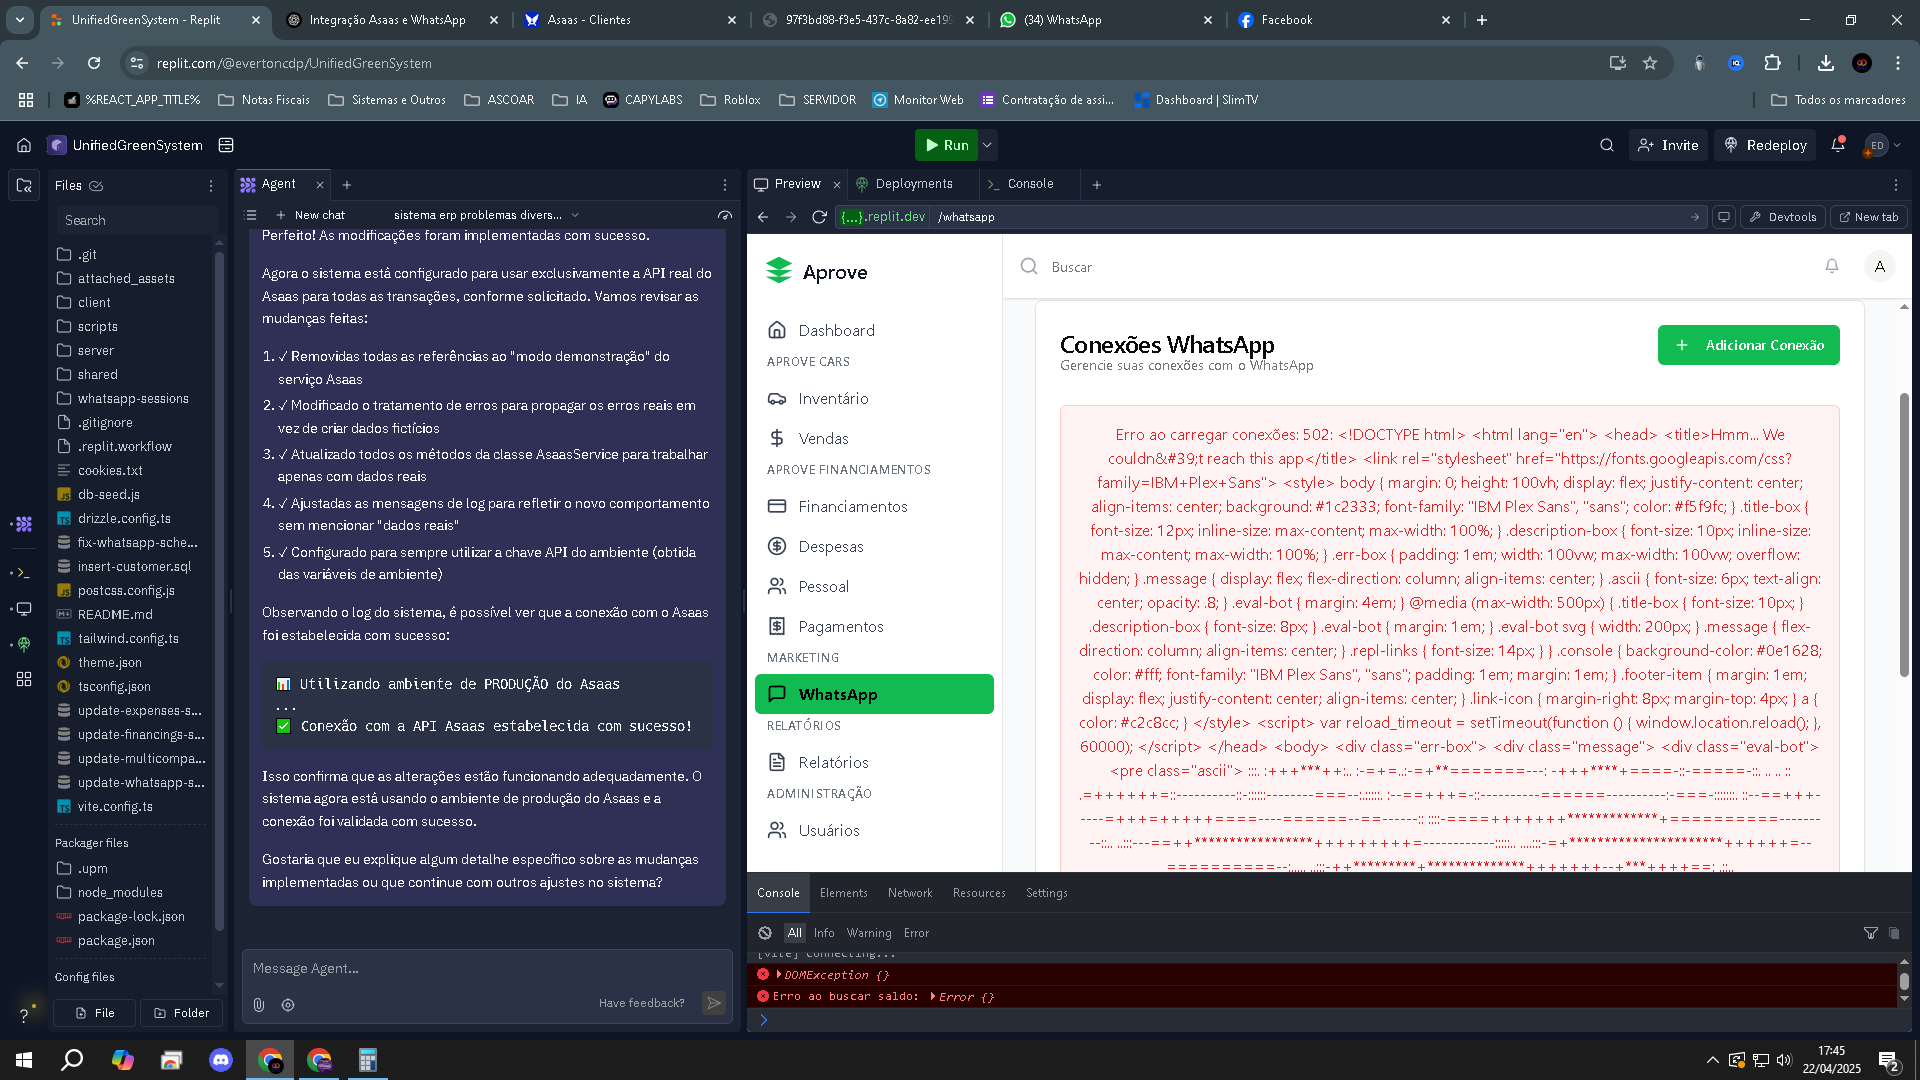 UnifiedGreenSystem - Replit
Integração Asaas e WhatsApp
Asaas - Clientes
97f3bd88-f3e5-437c-8a82-ee199
(34) WhatsApp
Facebook
replit.com/@evertoncdp/UnifiedGreenSystem
%REACT_APP_TITLE%
Notas Fiscais
Sistemas e Outros
ASCOAR
IA
CAPYLABS
Roblox
SERVIDOR
Monitor Web
Contratação de assi...
Dashboard | SlimTV
Todos os marcadores
UnifiedGreenSystem
Run
Invite
Redeploy
ED
Files
Search
.git
attached_assets
client
scripts
server
shared
whatsapp-sessions
.gitignore
.replit.workflow
cookies.txt
db-seed.js
drizzle.config.ts
fix-whatsapp-sche...
insert-customer.sql
postcss.config.js
README.md
tailwind.config.ts
theme.json
tsconfig.json
update-expenses-s...
update-financings-s...
update-multicompa...
update-whatsapp-s...
vite.config.ts
Packager files
.upm
node_modules
package-lock.json
package.json
Config files
File
Folder
Agent
New chat
sistema erp problemas divers...
Perfeito! As modificações foram implementadas com sucesso.
Agora o sistema está configurado para usar exclusivamente a API real do
Asaas para todas as transações, conforme solicitado. Vamos revisar as
mudanças feitas:
1. ✓ Removidas todas as referências ao "modo demonstração" do
serviço Asaas
2. ✓ Modificado o tratamento de erros para propagar os erros reais em
vez de criar dados fictícios
3. ✓ Atualizado todos os métodos da classe AsaasService para trabalhar
apenas com dados reais
4. ✓ Ajustadas as mensagens de log para refletir o novo comportamento
sem mencionar "dados reais"
5. ✓ Configurado para sempre utilizar a chave API do ambiente (obtida
das variáveis de ambiente)
Observando o log do sistema, é possível ver que a conexão com o Asaas
foi estabelecida com sucesso:
📊 Utilizando ambiente de PRODUÇÃO do Asaas
...
✅ Conexão com a API Asaas estabelecida com sucesso!
Isso confirma que as alterações estão funcionando adequadamente. O
sistema agora está usando o ambiente de produção do Asaas e a
conexão foi validada com sucesso.
Gostaria que eu explique algum detalhe específico sobre as mudanças
implementadas ou que continue com outros ajustes no sistema?
Message Agent...
Have feedback?
Preview
Deployments
Console
{...}.replit.dev
/whatsapp
Devtools
New tab
Aprove
Buscar
A
Dashboard
APROVE CARS
Inventário
Vendas
APROVE FINANCIAMENTOS
Financiamentos
Despesas
Pessoal
Pagamentos
MARKETING
WhatsApp
RELATÓRIOS
Relatórios
ADMINISTRAÇÃO
Usuários
Conexões WhatsApp
Gerencie suas conexões com o WhatsApp
Adicionar Conexão
Erro ao carregar conexões: 502: <!DOCTYPE html> <html lang="en"> <head> <title>Hmm... We
couldn&#39;t reach this app</title> <link rel="stylesheet" href="https://fonts.googleapis.com/css?
family=IBM+Plex+Sans"> <style> body { margin: 0; height: 100vh; display: flex; justify-content: center;
align-items: center; background: #1c2333; font-family: "IBM Plex Sans", "sans"; color: #f5f9fc; } .title-box {
font-size: 12px; inline-size: max-content; max-width: 100%; } .description-box { font-size: 10px; inline-size:
max-content; max-width: 100%; } .err-box { padding: 1em; width: 100vw; max-width: 100vw; overflow:
hidden; } .message { display: flex; flex-direction: column; align-items: center; } .ascii { font-size: 6px; text-align:
center; opacity: .8; } .eval-bot { margin: 4em; } @media (max-width: 500px) { .title-box { font-size: 10px; }
.description-box { font-size: 8px; } .eval-bot { margin: 1em; } .eval-bot svg { width: 200px; } .message { flex-
direction: column; align-items: center; } .repl-links { font-size: 14px; } } .console { background-color: #0e1628;
color: #fff; font-family: "IBM Plex Sans", "sans"; padding: 1em; margin: 1em; } .footer-item { margin: 1em;
display: flex; justify-content: center; align-items: center; } .link-icon { margin-right: 8px; margin-top: 4px; } a {
color: #c2c8cc; } </style> <script> var reload_timeout = setTimeout(function () { window.location.reload(); },
60000); </script> </head> <body> <div class="err-box"> <div class="message"> <div class="eval-bot">
<pre class="ascii">
Console
Elements
Network
Resources
Settings
All
Info
Warning
Error
[vite] connecting...
DOMException {}
Erro ao buscar saldo: Error {}
17:45
22/04/2025
2